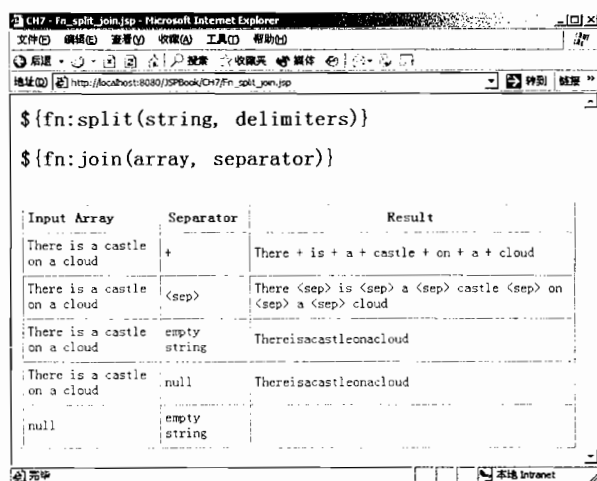 CH7 - Fn_split_join.jsp - Microsoft Internet Explorer
文件(F) 编辑(E) 查看(V) 收藏(A) 工具(T) 帮助(H)
后退 搜索 收藏夹 媒体
地址(D) http://localhost:8080/JSPBook/CH7/Fn_split_join.jsp 转到 链接 »
${fn:split(string, delimiters)}
${fn:join(array, separator)}
Input Array Separator Result
There is a castle
on a cloud
+
There + is + a + castle + on + a + cloud
There is a castle
on a cloud
<sep>
There <sep> is <sep> a <sep> castle <sep> on
<sep> a <sep> cloud
There is a castle
on a cloud
empty
string
Thereisacastleonacloud
There is a castle
on a cloud
null
Thereisacastleonacloud
null
empty
string
完毕 本地 Intranet